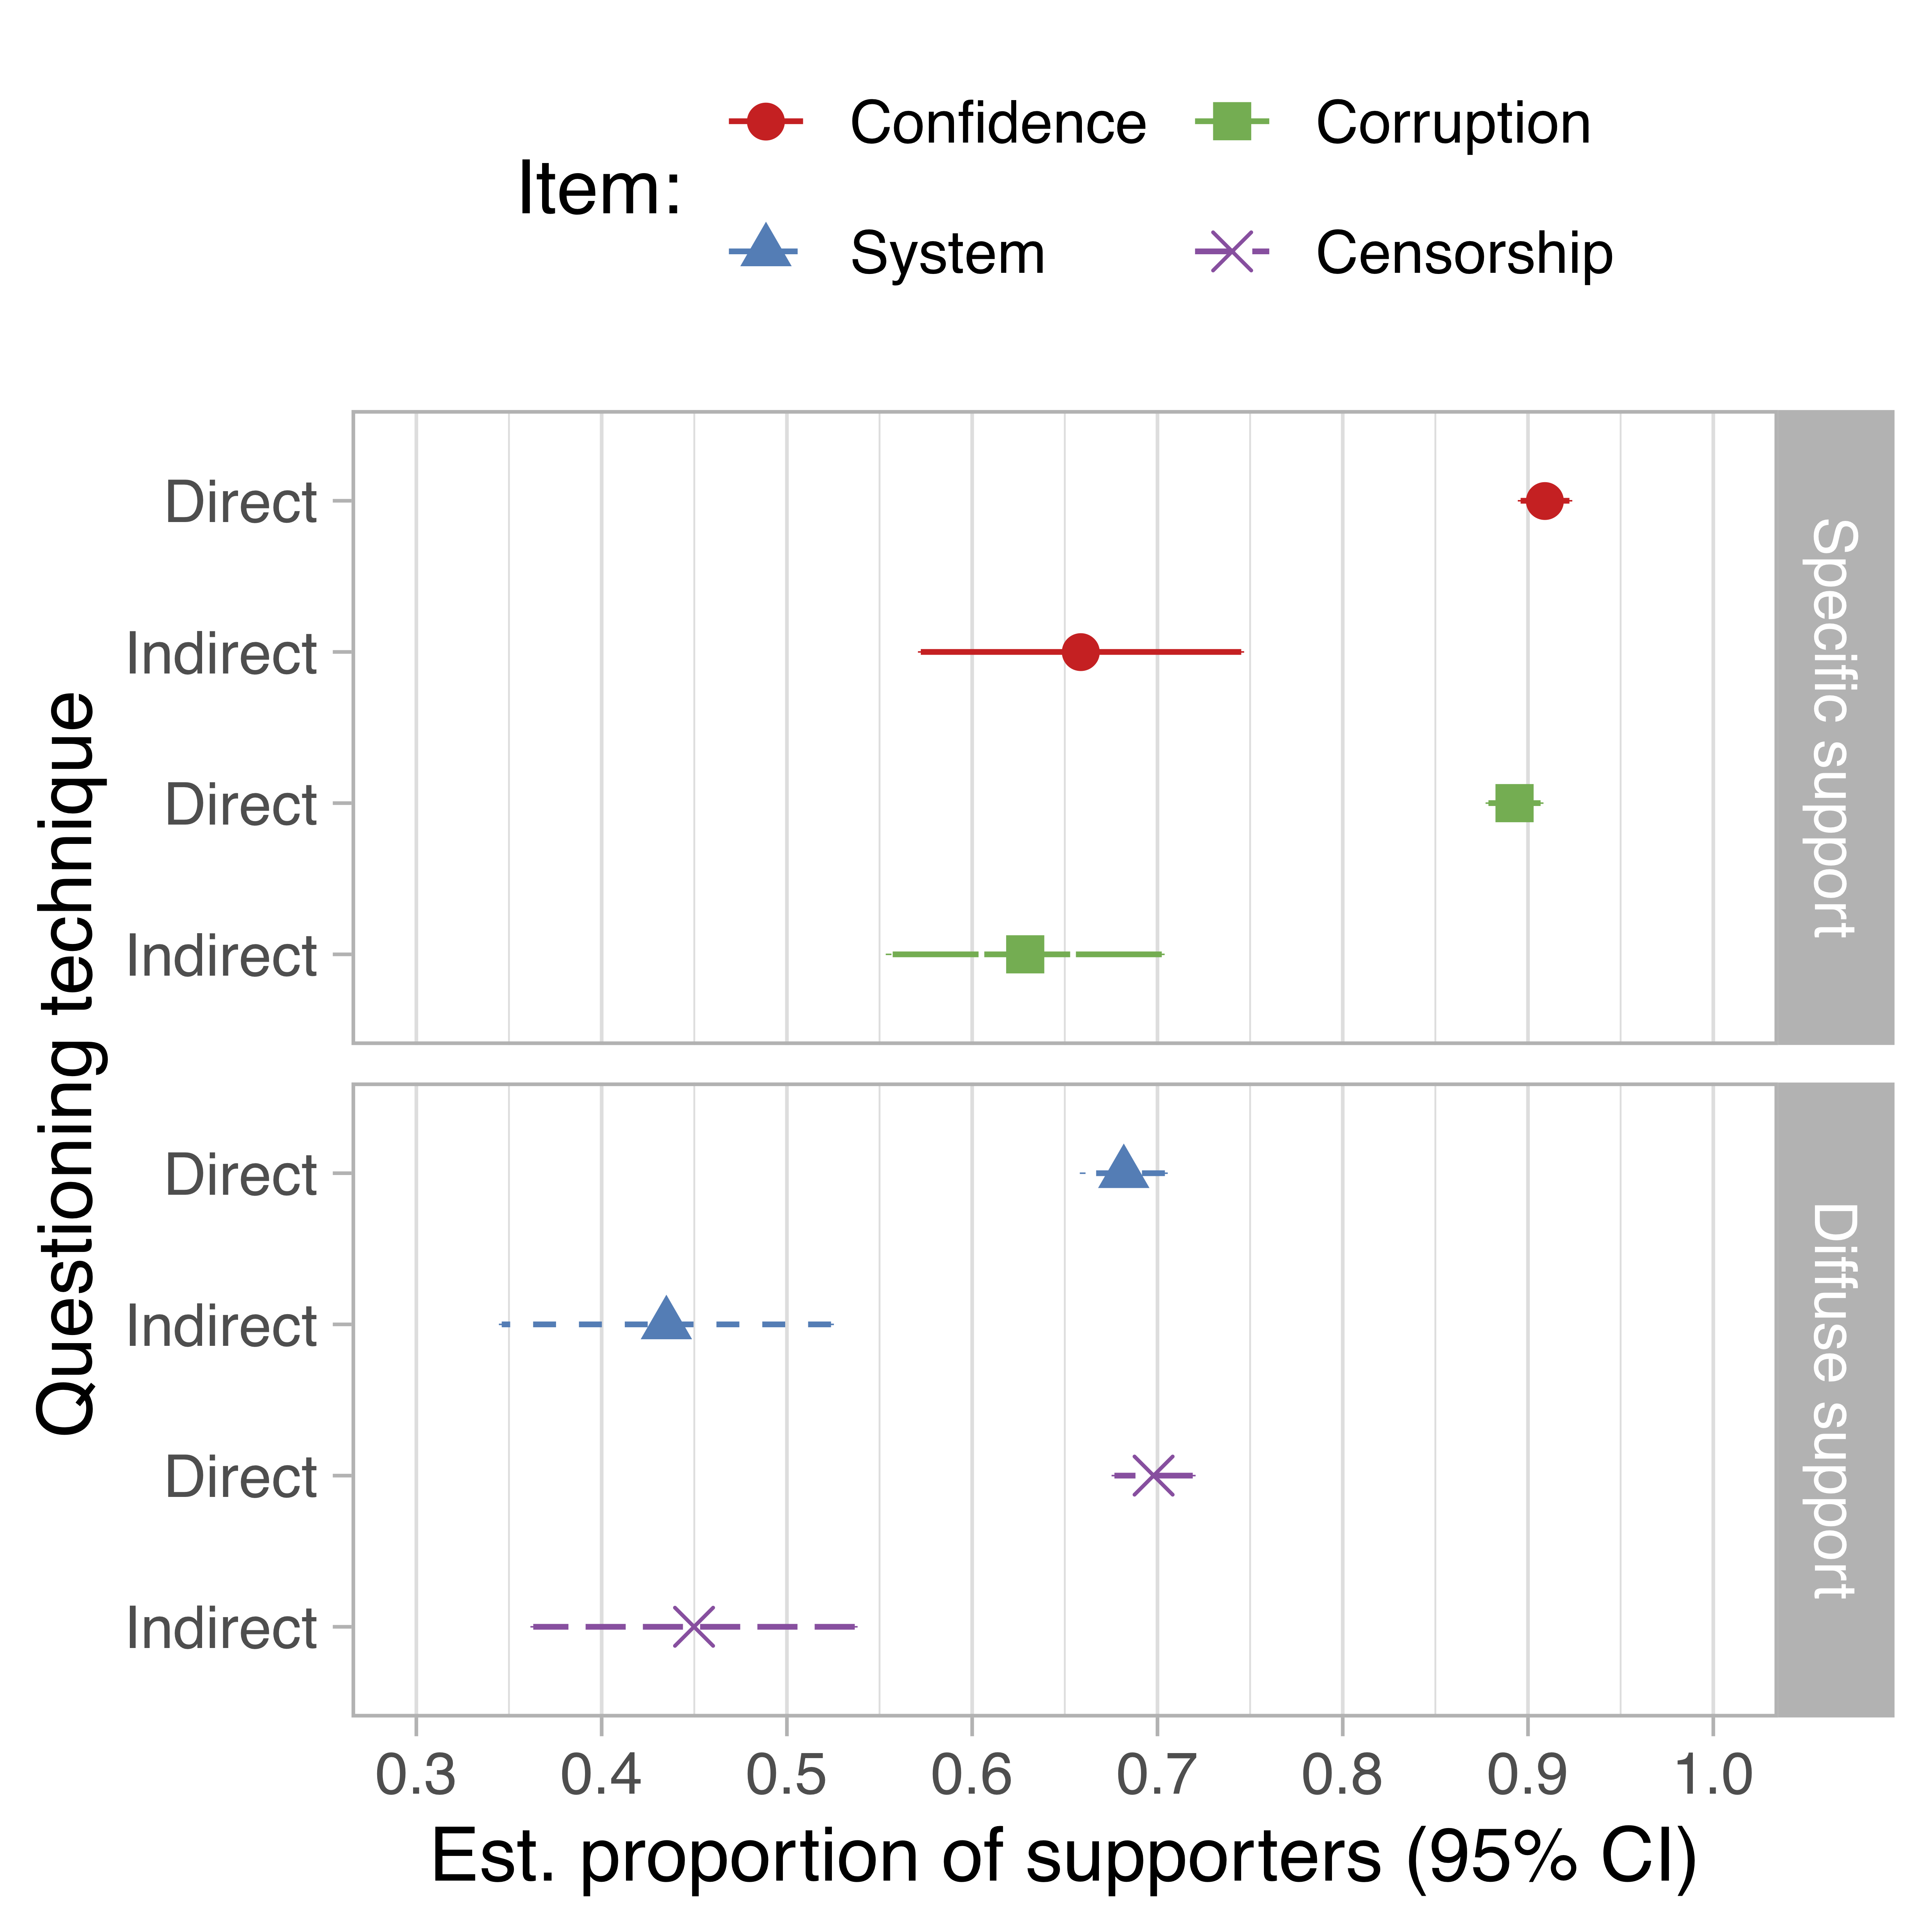 Item:
Confidence
Corruption
System
Censorship
Questioning technique
Direct
Indirect
Direct
Indirect
Specific support
Direct
Indirect
Direct
Indirect
Diffuse support
0.3 0.4 0.5 0.6 0.7 0.8 0.9 1.0
Est. proportion of supporters (95% CI)